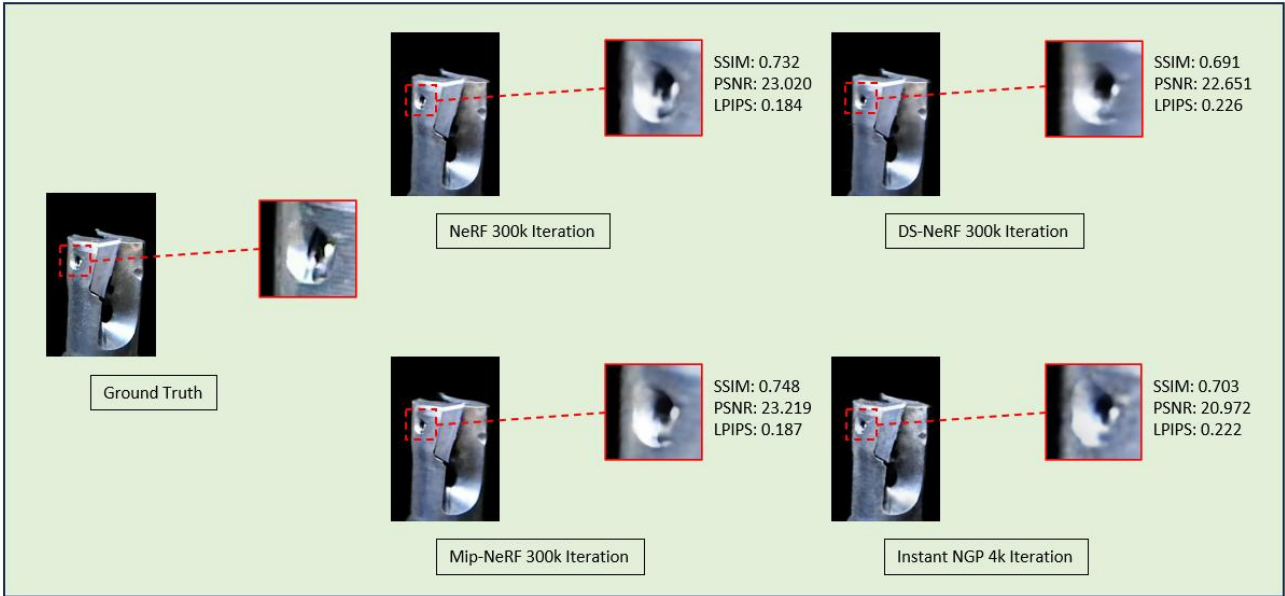 SSIM: 0.732
PSNR: 23.020
LPIPS: 0.184
NeRF 300k Iteration
SSIM: 0.691
PSNR: 22.651
LPIPS: 0.226
DS-NeRF 300k Iteration
Ground Truth
SSIM: 0.748
PSNR: 23.219
LPIPS: 0.187
Mip-NeRF 300k Iteration
SSIM: 0.703
PSNR: 20.972
LPIPS: 0.222
Instant NGP 4k Iteration